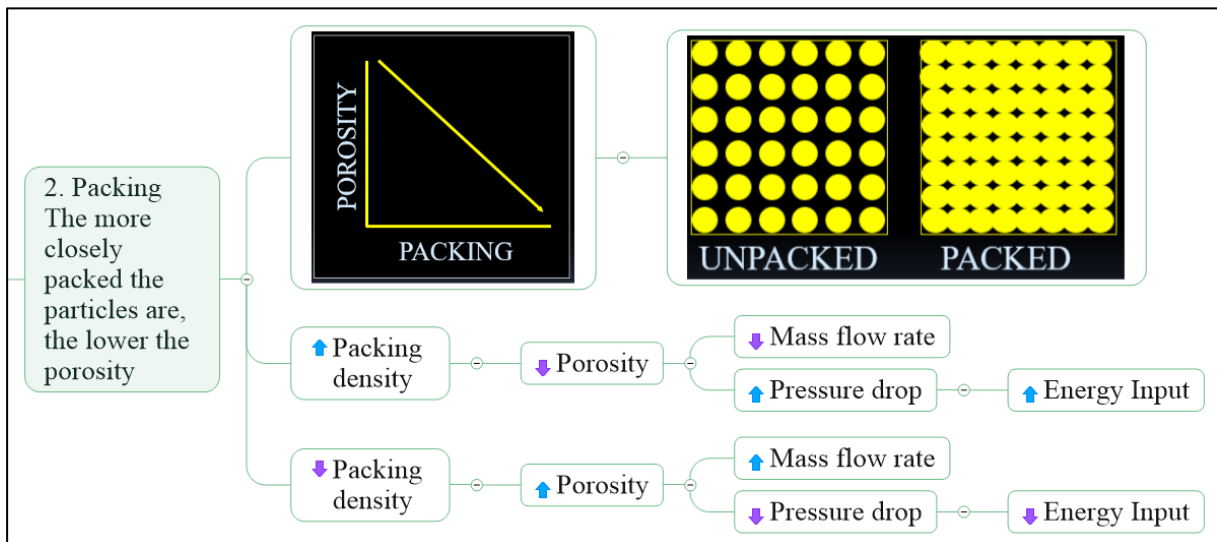 2. Packing
The more
closely
packed the
particles are,
the lower the
porosity
POROSITY
PACKING
UNPACKED
PACKED
Packing
density
Porosity
Mass flow rate
Pressure drop
Energy Input
Packing
density
Porosity
Mass flow rate
Pressure drop
Energy Input